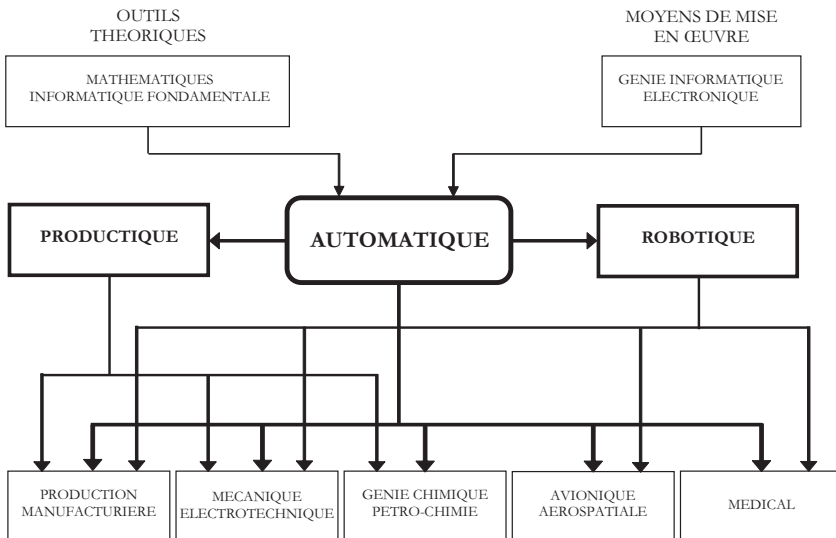 OUTILS
THEORIQUES
MOYENS DE MISE
EN ŒUVRE
MATHEMATIQUES
INFORMATIQUE FONDAMENTALE
GENIE INFORMATIQUE
ELECTRONIQUE
PRODUCTIQUE
AUTOMATIQUE
ROBOTIQUE
PRODUCTION
MANUFACTURIERE
MECANIQUE
ELECTROTECHNIQUE
GENIE CHIMIQUE
PETRO-CHIMIE
AVIONIQUE
AEROSPATIALE
MEDICAL